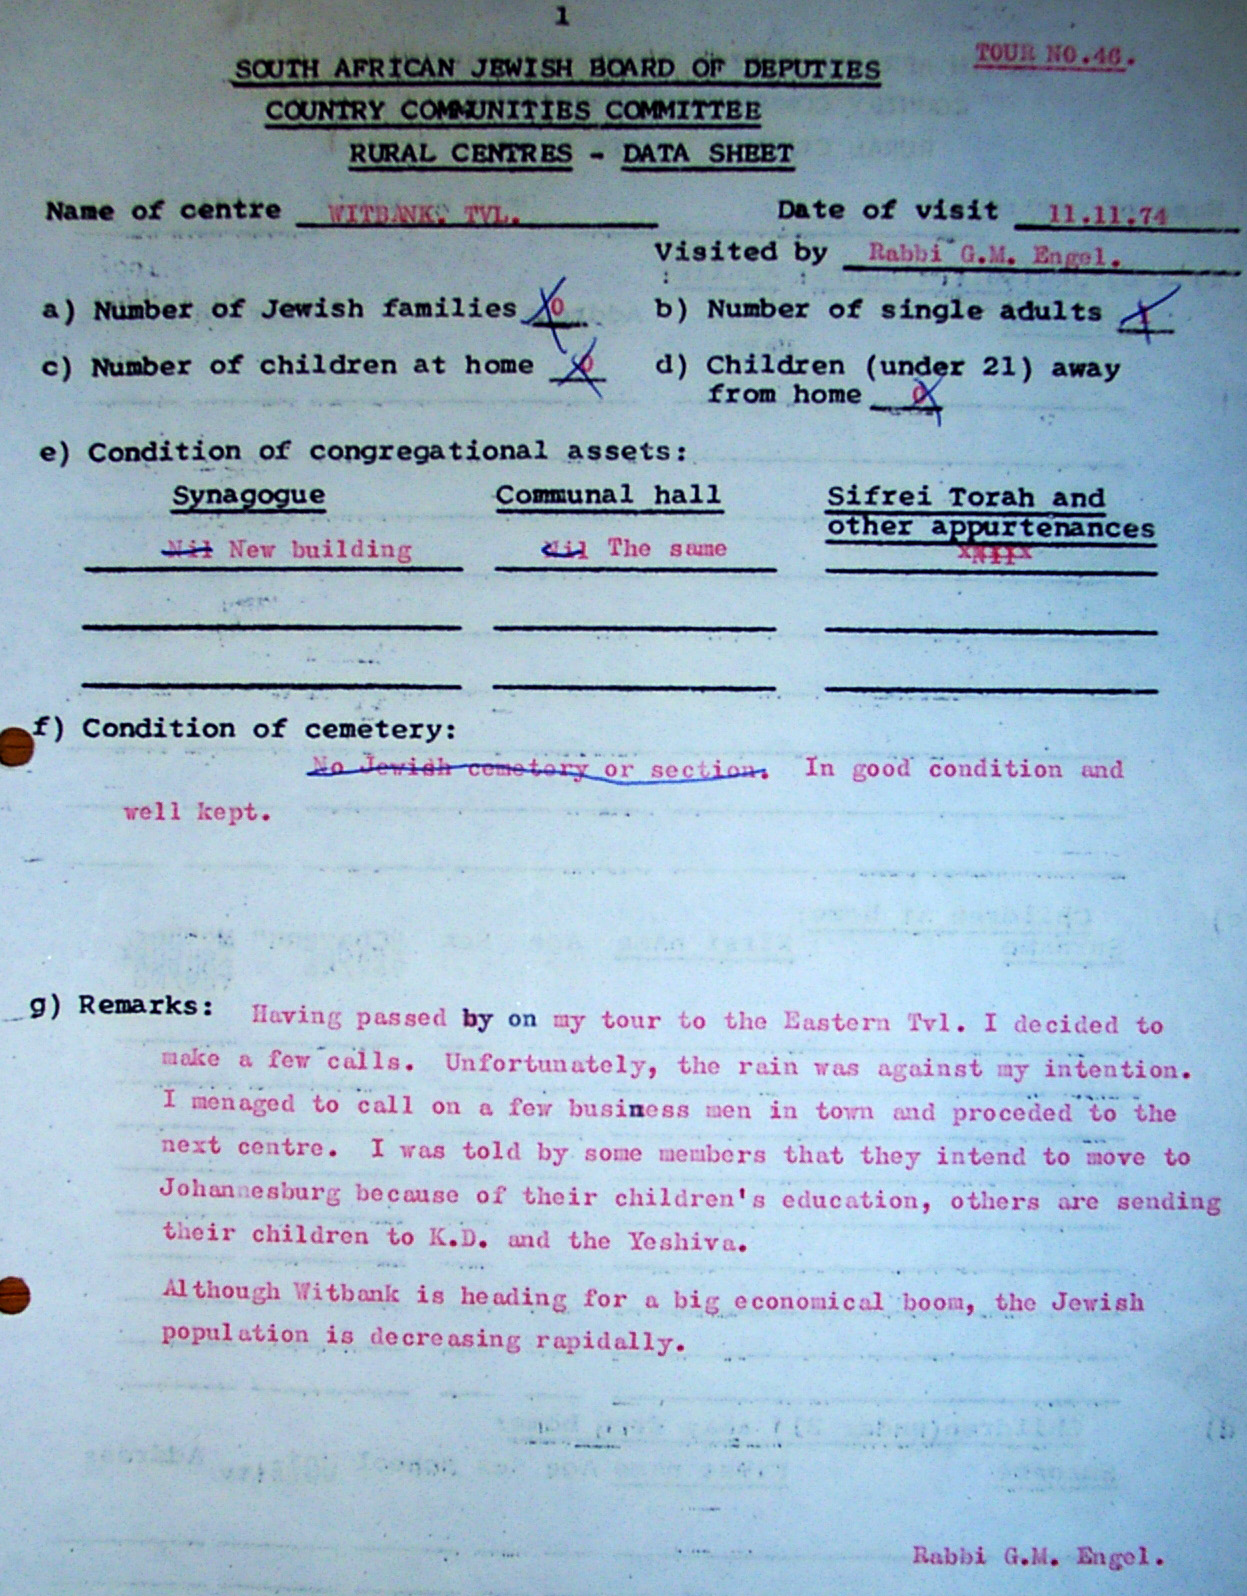 1
TOUR NO.46.
SOUTH AFRICAN JEWISH BOARD OF DEPUTIES
COUNTRY COMMUNITIES COMMITTEE
RURAL CENTRES - DATA SHEET
Name of centre WITBANK. TVL. Date of visit 11.11.74
Visited by Rabbi G.M. Engel.
a) Number of Jewish families 0 b) Number of single adults
c) Number of children at home 0 d) Children (under 21) away
from home 0
e) Condition of congregational assets:
Synagogue Communal hall Sifrei Torah and
other appurtenances
Nil New building Nil The same
f) Condition of cemetery:
No Jewish cemetery or section. In good condition and
well kept.
g) Remarks: Having passed by on my tour to the Eastern Tvl. I decided to
make a few calls. Unfortunately, the rain was against my intention.
I menaged to call on a few business men in town and proceded to the
next centre. I was told by some members that they intend to move to
Johannesburg because of their children's education, others are sending
their children to K.D. and the Yeshiva.
Although Witbank is heading for a big economical boom, the Jewish
population is decreasing rapidally.
Rabbi G.M. Engel.